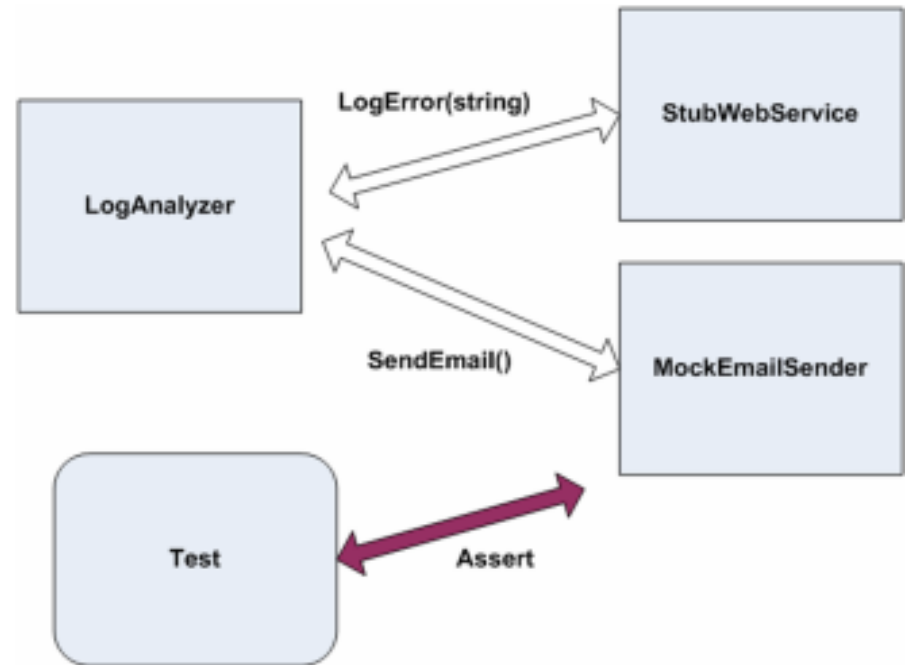 LogError(string)
StubWebService
LogAnalyzer
SendEmail()
MockEmailSender
Test
Assert